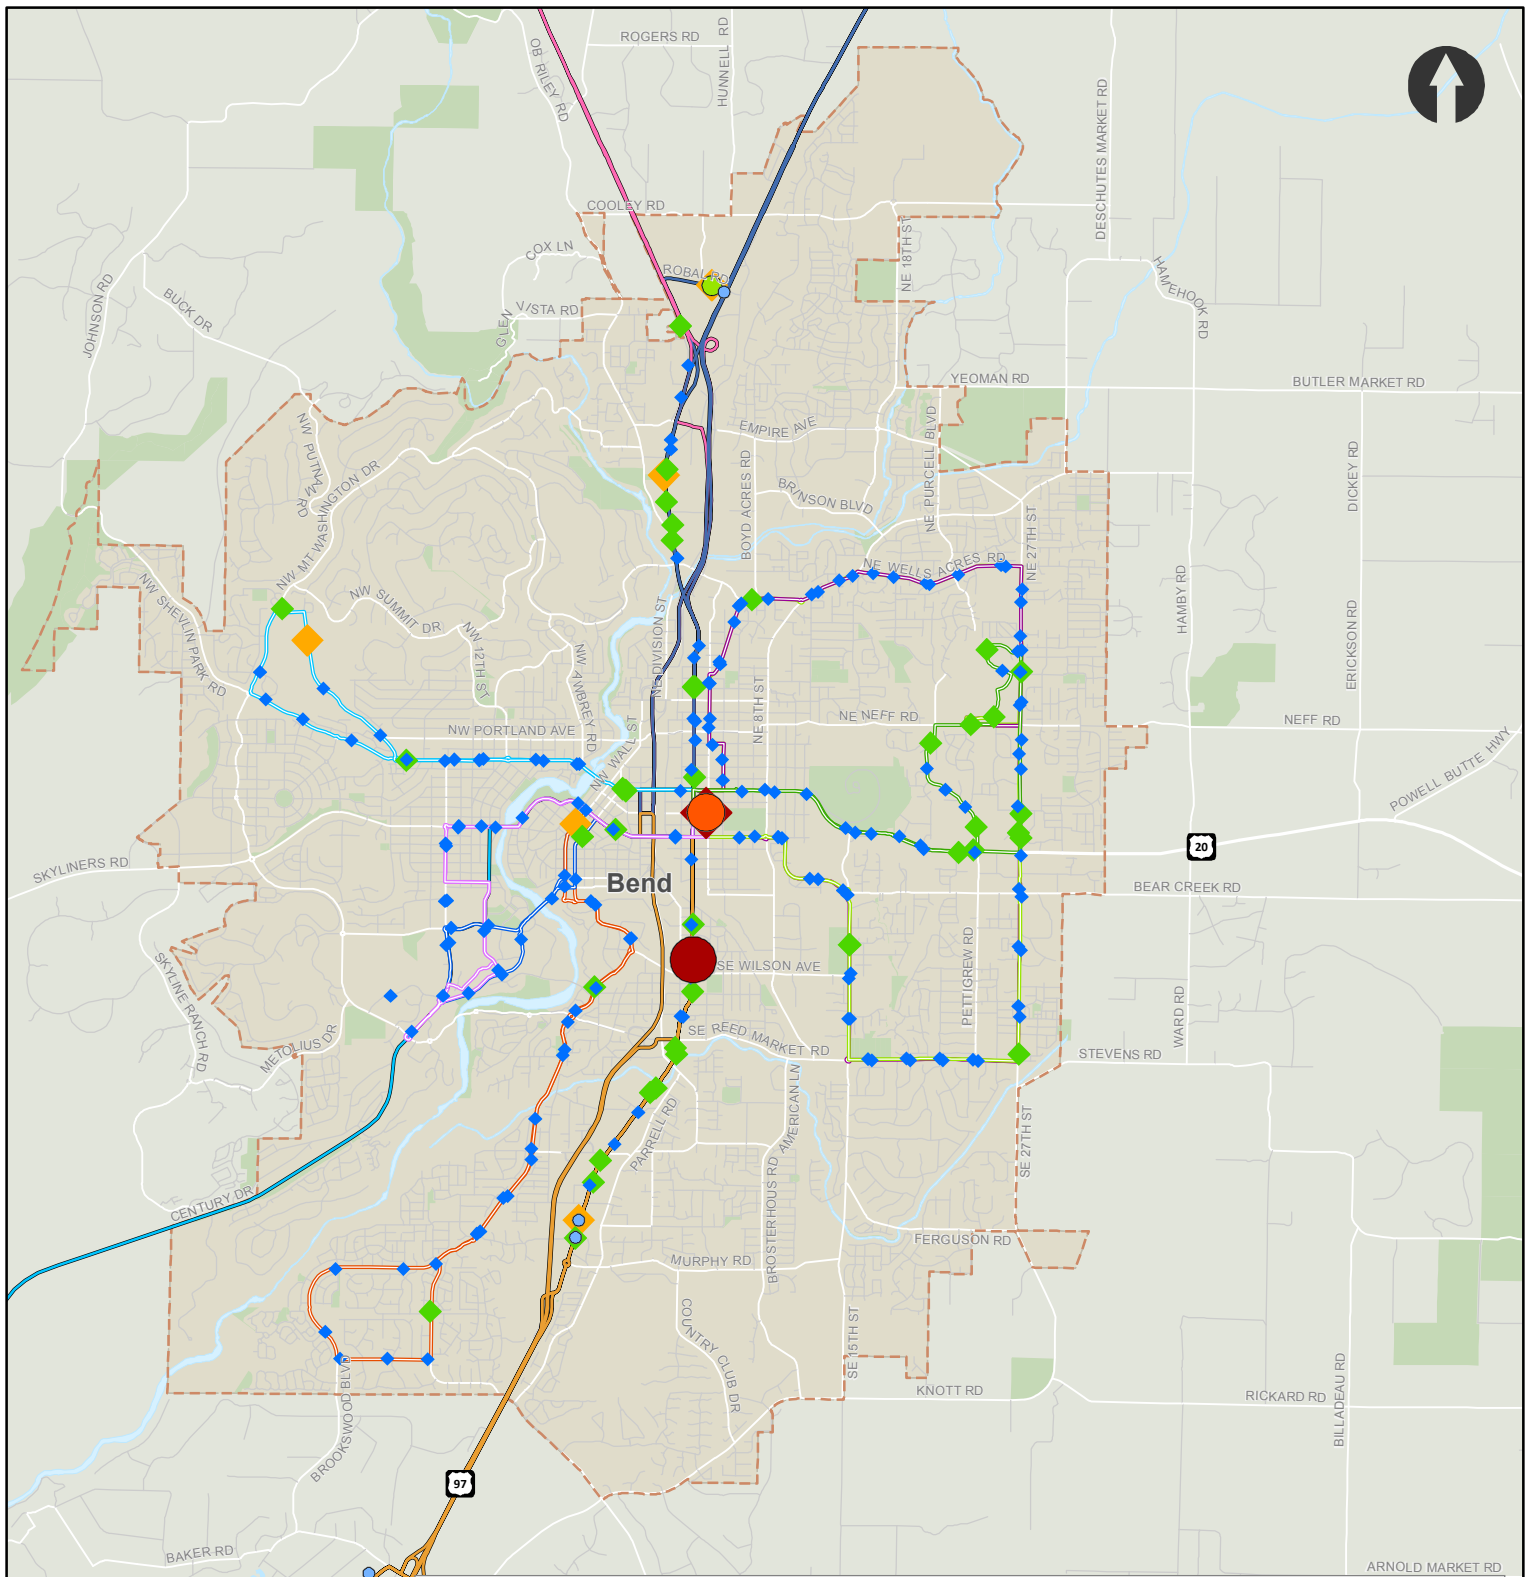 ROGERS RD
HUNNELL RD
OB RILEY RD
DESCHUTES MARKET RD
COOLEY RD
NE 18TH ST
COX LN
ROBAL RD
HAMEHOOK RD
JOHNSON RD
BUCK DR
GLEN VISTA RD
YEOMAN RD
BUTLER MARKET RD
EMPIRE AVE
NE PURCELL BLVD
NW PUTNAM RD
NW MT WASHINGTON DR
BOYD ACRES RD
BRINSON BLVD
DICKEY RD
NE 27TH ST
NE WELLS ACRES RD
NW SHEVLIN PARK RD
NW SUMMIT DR
HAMBY RD
ERICKSON RD
NE DIVISION ST
NW 12TH ST
NW AWBREY RD
NE 8TH ST
NE NEFF RD
NEFF RD
NW PORTLAND AVE
NW WALL ST
POWELL BUTTE HWY
20
SKYLINERS RD
Bend
BEAR CREEK RD
PETTIGREW RD
SE WILSON AVE
SKYLINE RANCH RD
WARD RD
METOLIUS DR
SE REED MARKET RD
STEVENS RD
AMERICAN LN
PARRELL RD
SE 27TH ST
CENTURY DR
BROSTERHOUS RD
FERGUSON RD
MURPHY RD
COUNTRY CLUB DR
SE 15TH ST
BROOKSWOOD BLVD
KNOTT RD
RICKARD RD
BILLADEAU RD
97
BAKER RD
ARNOLD MARKET RD